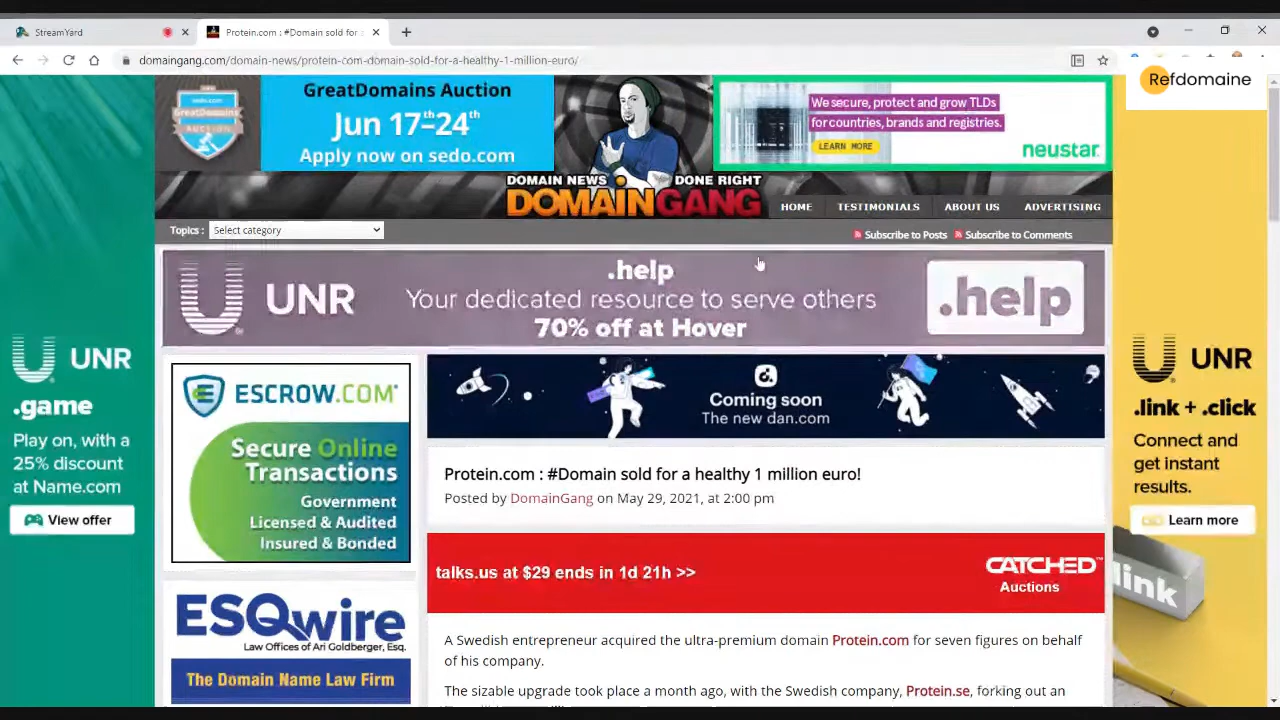 StreamYard
Protein.com : #Domain sold for
domaingang.com/domain-news/protein-com-domain-sold-for-a-healthy-1-million-euro/
Refdomaine
sedo.com
GreatDomains
AUCTION
GreatDomains Auction
Jun 17th-24th
Apply now on sedo.com
We secure, protect and grow TLDs
for countries, brands and registries.
LEARN MORE
neustar.
DOMAIN NEWS DONE RIGHT
DOMAINGANG
HOME
TESTIMONIALS
ABOUT US
ADVERTISING
Topics :
Select category
Subscribe to Posts
Subscribe to Comments
UNR
.help
Your dedicated resource to serve others
70% off at Hover
.help
UNR
.game
Play on, with a
25% discount
at Name.com
View offer
ESCROW.COM
Secure Online
Transactions
Government
Licensed & Audited
Insured & Bonded
Coming soon
The new dan.com
UNR
.link + .click
Connect and
get instant
results.
Learn more
link
Protein.com : #Domain sold for a healthy 1 million euro!
Posted by DomainGang on May 29, 2021, at 2:00 pm
talks.us at $29 ends in 1d 21h >>
CATCHED™
Auctions
ESQwire
Law Offices of Ari Goldberger, Esq.
The Domain Name Law Firm
A Swedish entrepreneur acquired the ultra-premium domain Protein.com for seven figures on behalf
of his company.
The sizable upgrade took place a month ago, with the Swedish company, Protein.se, forking out an